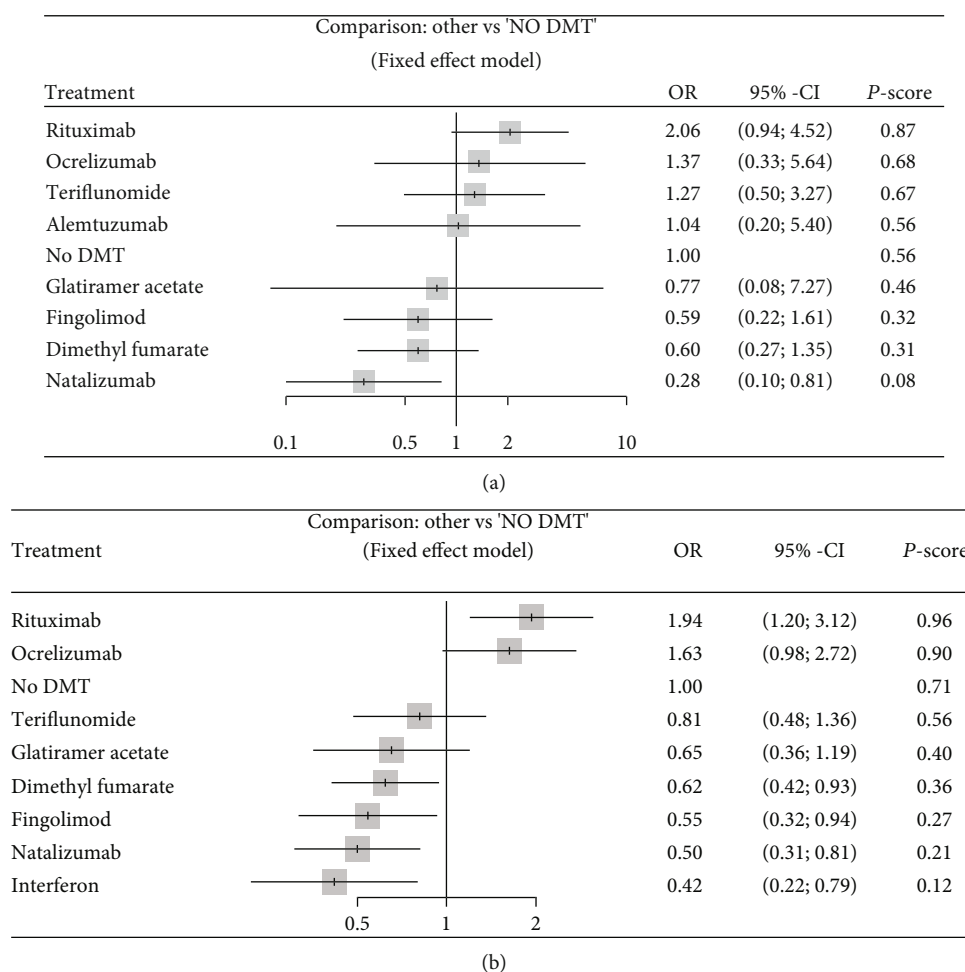 Comparison: other vs 'NO DMT'
(Fixed effect model)
Treatment OR 95% -CI P-score
Rituximab 2.06 (0.94; 4.52) 0.87
Ocrelizumab 1.37 (0.33; 5.64) 0.68
Teriflunomide 1.27 (0.50; 3.27) 0.67
Alemtuzumab 1.04 (0.20; 5.40) 0.56
No DMT 1.00 0.56
Glatiramer acetate 0.77 (0.08; 7.27) 0.46
Fingolimod 0.59 (0.22; 1.61) 0.32
Dimethyl fumarate 0.60 (0.27; 1.35) 0.31
Natalizumab 0.28 (0.10; 0.81) 0.08
0.1 0.5 1 2 10
(a)
Comparison: other vs 'NO DMT'
Treatment (Fixed effect model) OR 95% -CI P-score
Rituximab 1.94 (1.20; 3.12) 0.96
Ocrelizumab 1.63 (0.98; 2.72) 0.90
No DMT 1.00 0.71
Teriflunomide 0.81 (0.48; 1.36) 0.56
Glatiramer acetate 0.65 (0.36; 1.19) 0.40
Dimethyl fumarate 0.62 (0.42; 0.93) 0.36
Fingolimod 0.55 (0.32; 0.94) 0.27
Natalizumab 0.50 (0.31; 0.81) 0.21
Interferon 0.42 (0.22; 0.79) 0.12
0.5 1 2
(b)